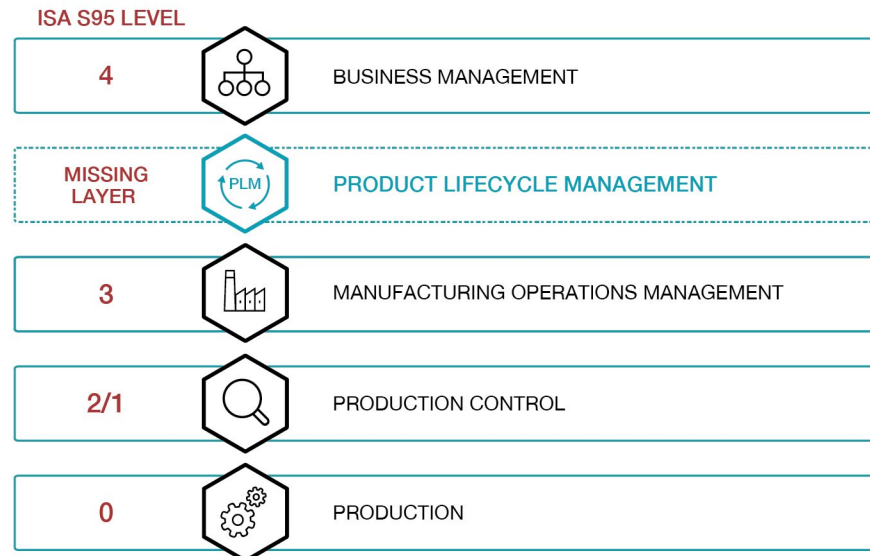 ISA S95 LEVEL
4
BUSINESS MANAGEMENT
MISSING
LAYER
PLM
PRODUCT LIFECYCLE MANAGEMENT
3
MANUFACTURING OPERATIONS MANAGEMENT
2/1
PRODUCTION CONTROL
0
PRODUCTION